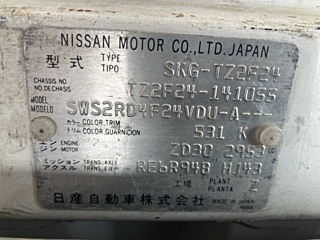 NISSAN MOTOR CO.,LTD.JAPAN
型式 TYPE TIPO SKG-TZ2F24
CHASSIS NO NO.DE CHASSIS TZ2F24-141055
MODEL MODELO SWS2RD4F24VDU-A---
カラー トリム COLOR,TRIM COLOR,GUARNICION 531 K
エンジン ENGINE MOTOR ZD30 2953
ミッション アクスル TRANS. AXLE TRANS. EJE RE6R94B H143
工場 PLANT PLANTA Z
日産自動車株式会社 MADE IN JAPAN